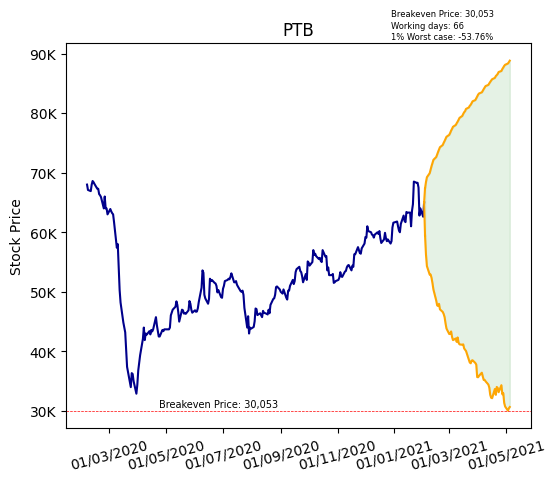 Breakeven Price: 30,053
Working days: 66
1% Worst case: -53.76%
PTB
90K
80K
70K
60K
50K
40K
30K
Stock Price
Breakeven Price: 30,053
01/03/2020
01/05/2020
01/07/2020
01/09/2020
01/11/2020
01/01/2021
01/03/2021
01/05/2021